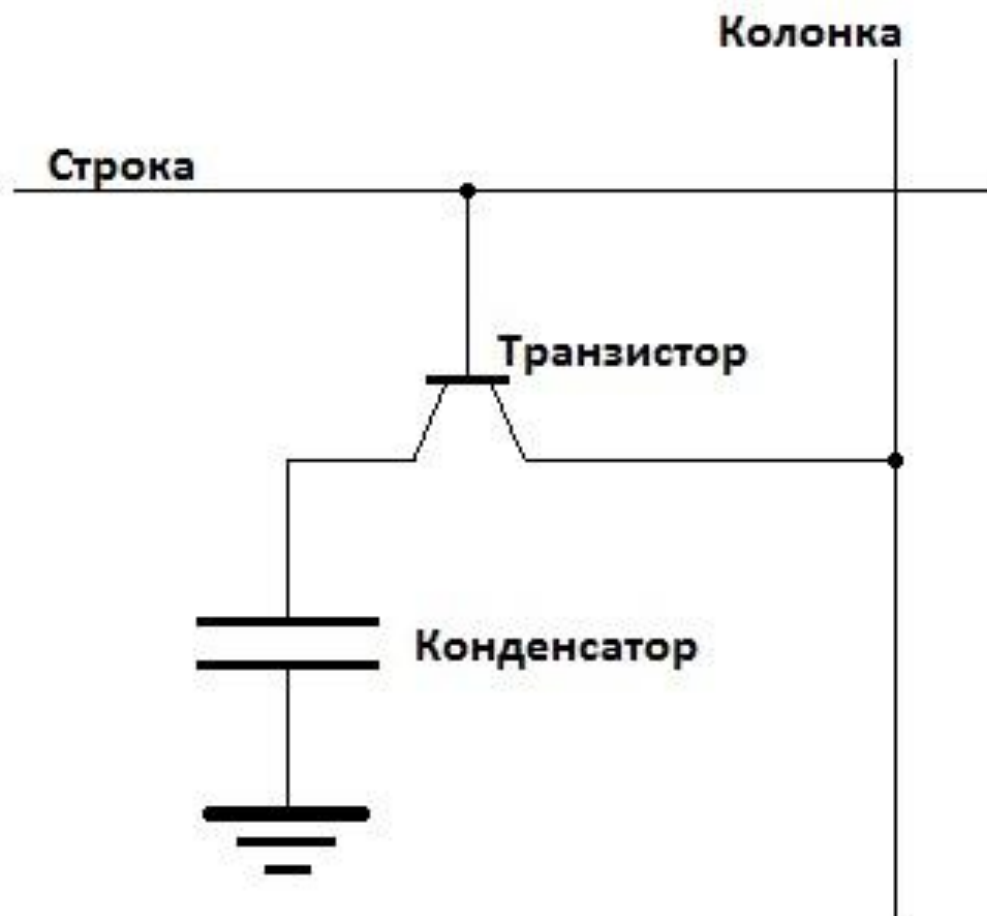 Колонка
Строка
Транзистор
Конденсатор